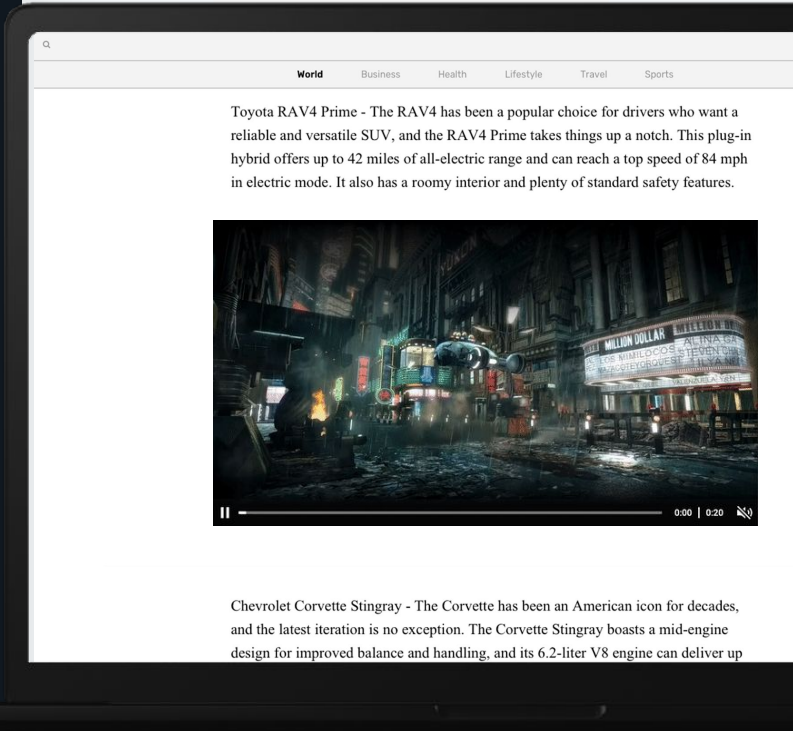 World Business Health Lifestyle Travel Sports
Toyota RAV4 Prime - The RAV4 has been a popular choice for drivers who want a
reliable and versatile SUV, and the RAV4 Prime takes things up a notch. This plug-in
hybrid offers up to 42 miles of all-electric range and can reach a top speed of 84 mph
in electric mode. It also has a roomy interior and plenty of standard safety features.
MILLION DOLLAR
LOS MIMILOCOS
0:00 | 0:20
Chevrolet Corvette Stingray - The Corvette has been an American icon for decades,
and the latest iteration is no exception. The Corvette Stingray boasts a mid-engine
design for improved balance and handling, and its 6.2-liter V8 engine can deliver up